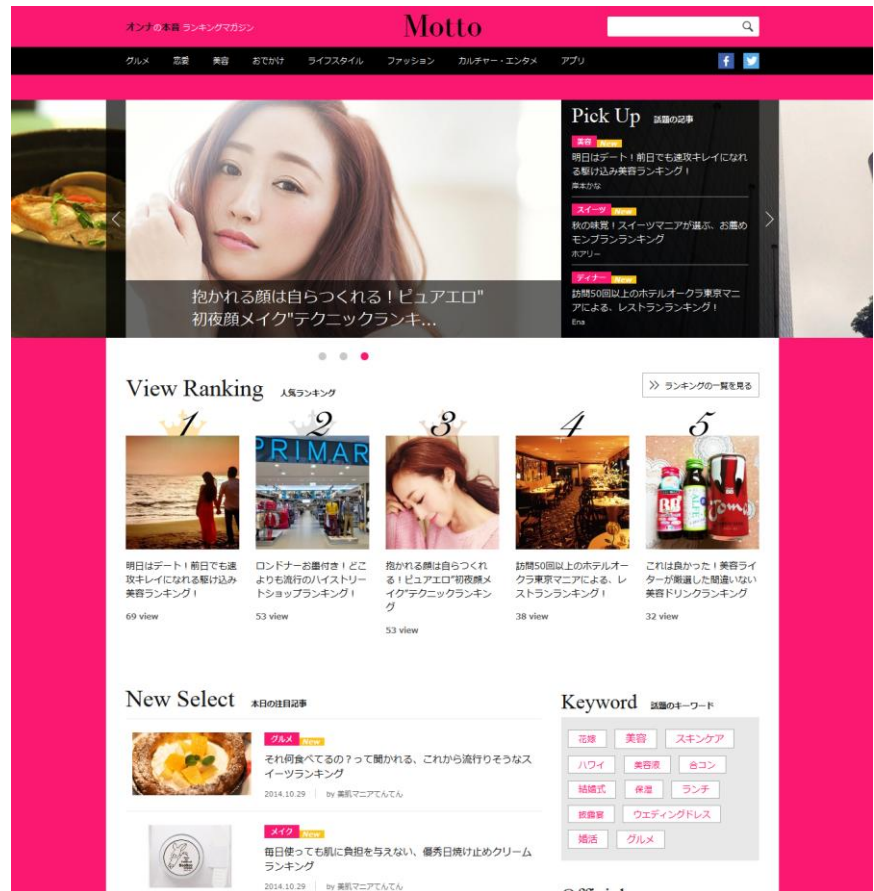 オンナの本音 ランキングマガジン
Motto
グルメ 恋愛 美容 おでかけ ライフスタイル ファッション カルチャー・エンタメ アプリ
抱かれる顔は自らつくれる！ピュアエロ"
初夜顔メイク"テクニックランキ...
Pick Up 話題の記事
美容 New
明日はデート！前日でも速攻キレイになれ
る駆け込み美容ランキング！
岸本かな
スイーツ New
秋の味覚！スイーツマニアが選ぶ、お薦め
モンブランランキング
ホアリー
ディナー New
訪問50回以上のホテルオークラ東京マニ
アによる、レストランランキング！
Ena
View Ranking 人気ランキング
ランキングの一覧を見る
1
2
3
4
5
PRIMAR
明日はデート！前日でも速
攻キレイになれる駆け込み
美容ランキング！
69 view
ロンドナーお墨付き！どこ
よりも流行のハイストリー
トショップランキング！
53 view
抱かれる顔は自らつくれ
る！ピュアエロ"初夜顔メ
イク"テクニックランキン
グ
53 view
訪問50回以上のホテルオー
クラ東京マニアによる、レ
ストランランキング！
38 view
これは良かった！美容ライ
ターが厳選した間違いない
美容ドリンクランキング
32 view
New Select 本日の注目記事
グルメ New
それ何食べてるの？って聞かれる、これから流行りそうなス
イーツランキング
2014.10.29 by 美肌マニアてんてん
メイク New
毎日使っても肌に負担を与えない、優秀日焼け止めクリーム
ランキング
2014.10.29 by 美肌マニアてんてん
Keyword 話題のキーワード
花嫁 美容 スキンケア
ハワイ 美容液 合コン
結婚式 保湿 ランチ
披露宴 ウエディングドレス
婚活 グルメ